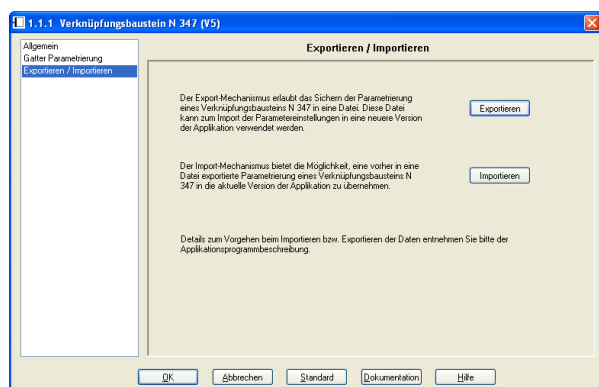 1.1.1 Verknüpfungsbaustein N 347 (V5)
Allgemein
Gatter Parametrierung
Exportieren / Importieren
Exportieren / Importieren
Der Export-Mechanismus erlaubt das Sichern der Parametrierung
eines Verknüpfungsbausteins N 347 in eine Datei. Diese Datei
kann zum Import der Parametereinstellungen in eine neuere Version
der Applikation verwendet werden.
Exportieren
Der Import-Mechanismus bietet die Möglichkeit, eine vorher in eine
Datei exportierte Parametrierung eines Verknüpfungsbausteins N
347 in die aktuelle Version der Applikation zu übernehmen.
Importieren
Details zum Vorgehen beim Importieren bzw. Exportieren der Daten entnehmen Sie bitte der
Applikationsprogrammbeschreibung.
OK Abbrechen Standard Dokumentation Hilfe